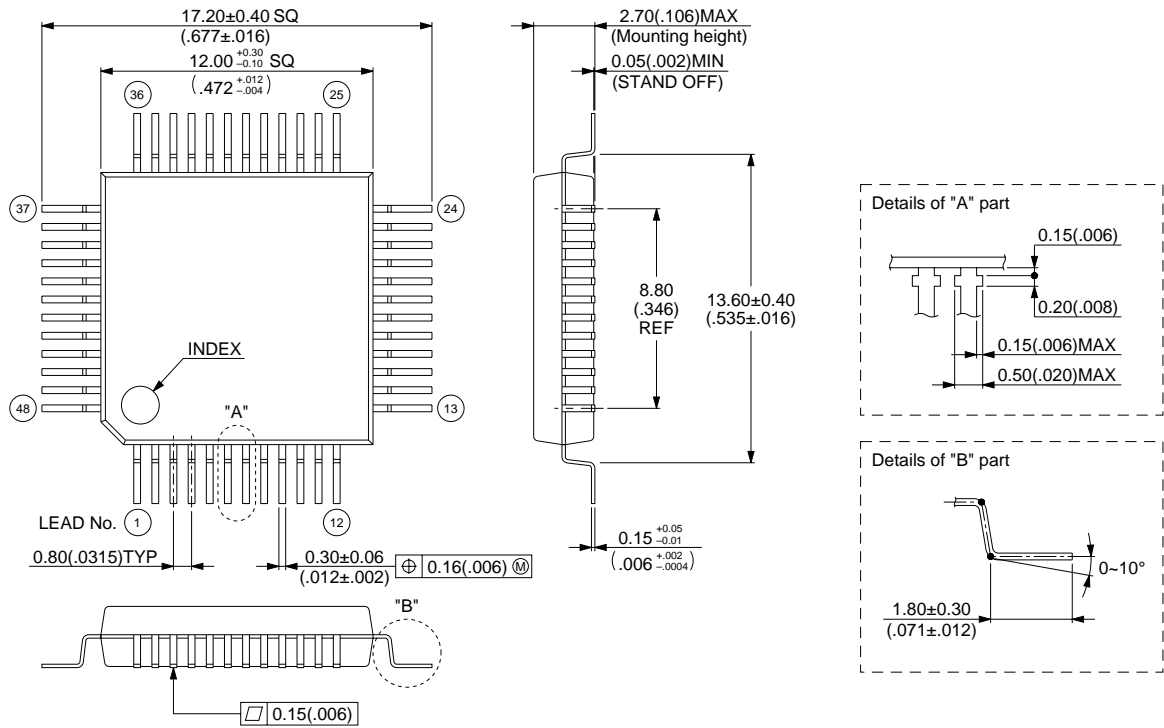 17.20±0.40 SQ
(.677±.016)
12.00 +0.30 −0.10 SQ
(.472 +.012 −.004)
2.70(.106)MAX
(Mounting height)
0.05(.002)MIN
(STAND OFF)
36
25
37
24
INDEX
48
"A"
13
LEAD No.
1
12
0.80(.0315)TYP
0.30±0.06
(.012±.002)
⌖ 0.16(.006) Ⓜ
8.80
(.346)
REF
13.60±0.40
(.535±.016)
0.15 +0.05 −0.01
(.006 +.002 −.0004)
"B"
⏥ 0.15(.006)
Details of "A" part
0.15(.006)
0.20(.008)
0.15(.006)MAX
0.50(.020)MAX
Details of "B" part
0~10°
1.80±0.30
(.071±.012)